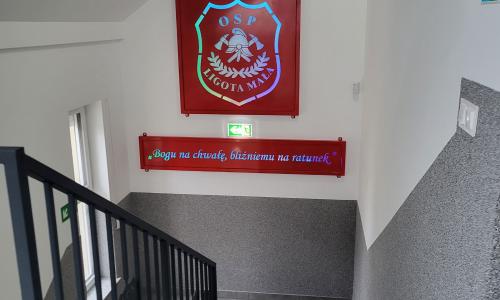 OSP
LIGOTA MAŁA
„Bogu na chwałę, bliźniemu na ratunek"